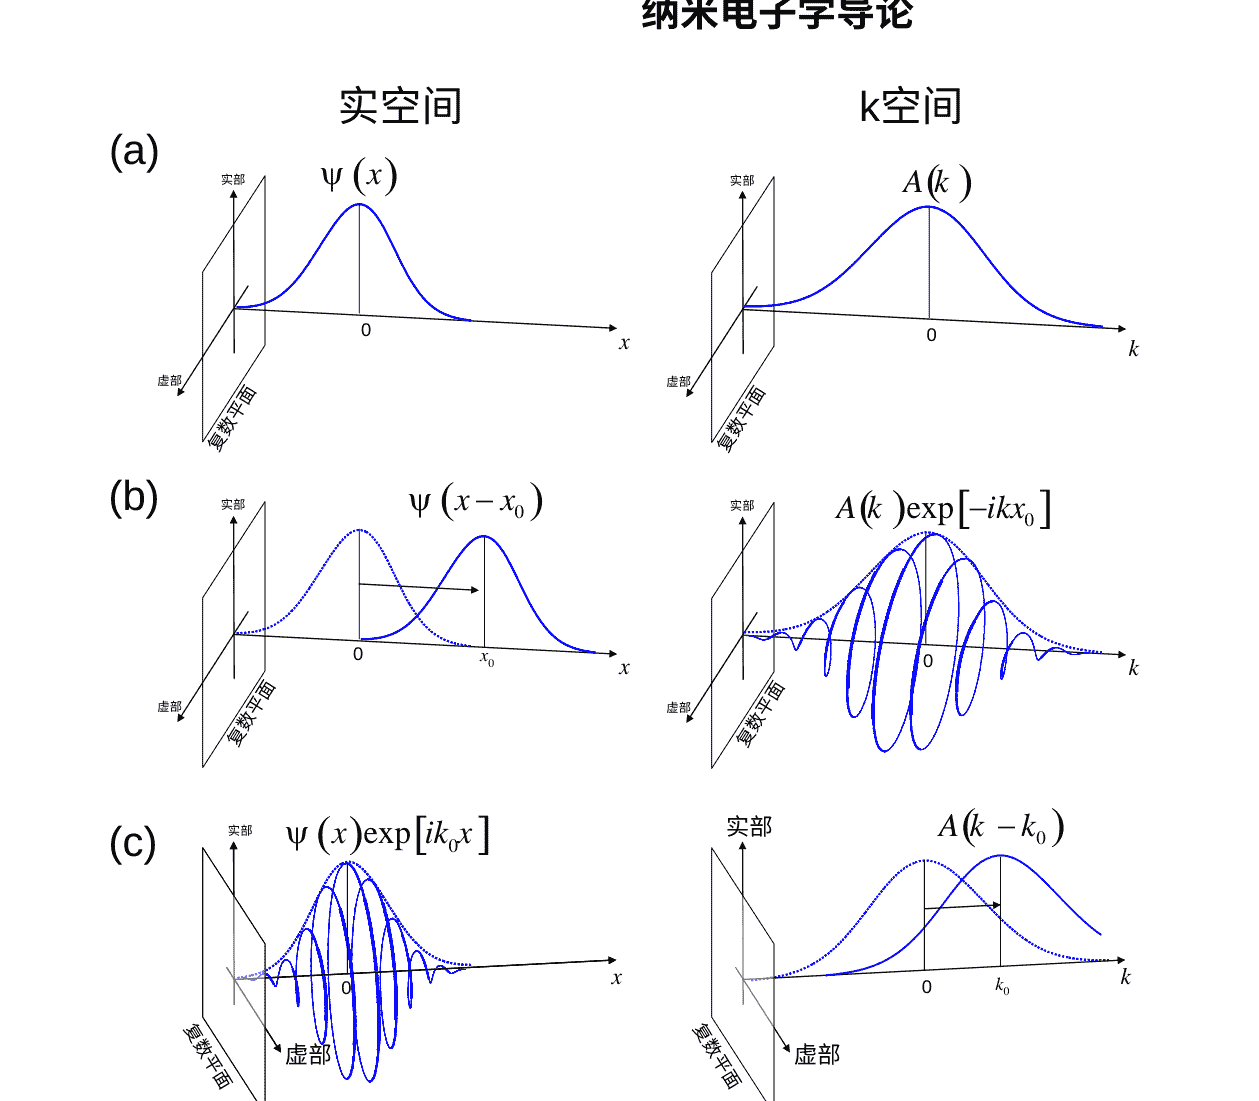 纳米电子学导论
实空间
k空间
(a)
实部
ψ(x)
0
x
虚部
复数平面
实部
A(k)
0
k
虚部
复数平面
(b)
实部
ψ(x − x₀)
0
x₀
x
虚部
复数平面
实部
A(k)exp[−ikx₀]
0
k
虚部
复数平面
(c)
实部
ψ(x)exp[ik₀x]
0
x
虚部
复数平面
实部
A(k − k₀)
0
k₀
k
虚部
复数平面